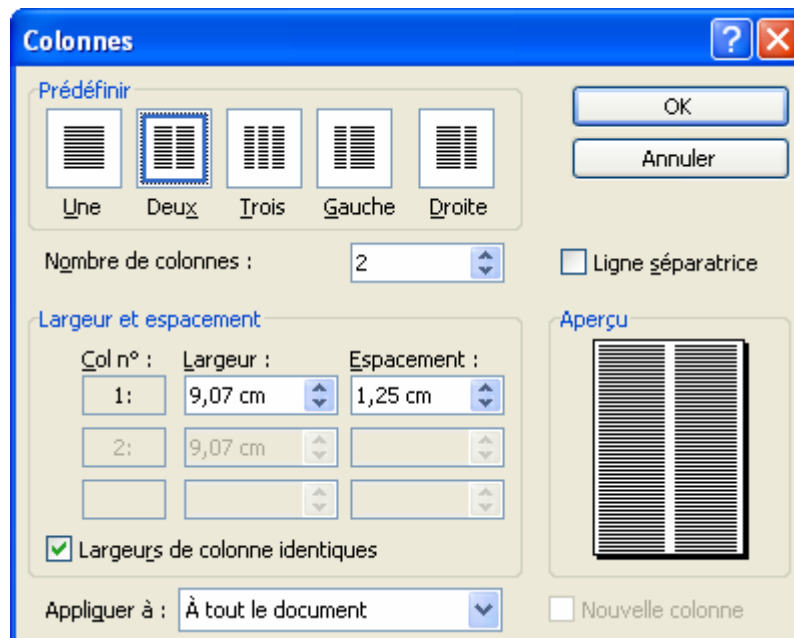 Colonnes
Prédéfinir
Une Deux Trois Gauche Droite
OK
Annuler
Nombre de colonnes : 2
Ligne séparatrice
Largeur et espacement
Col n° : Largeur : Espacement :
1: 9,07 cm 1,25 cm
2: 9,07 cm
Largeurs de colonne identiques
Aperçu
Appliquer à : À tout le document
Nouvelle colonne